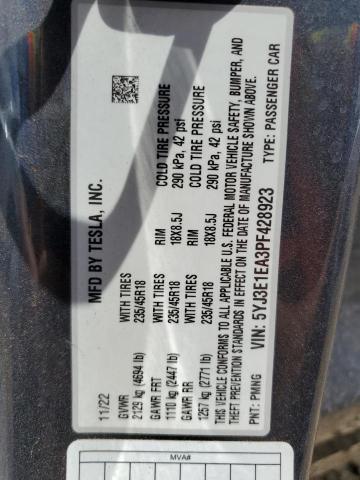 MFD BY TESLA, INC.
11/22
GVWR WITH TIRES RIM COLD TIRE PRESSURE
2129 kg (4694 lb) 235/45R18 18X8.5J 290 kPa, 42 psi
GAWR FRT WITH TIRES RIM COLD TIRE PRESSURE
1110 kg (2447 lb) 235/45R18 18X8.5J 290 kPa, 42 psi
GAWR RR
1257 kg (2771 lb) 235/45R18
THIS VEHICLE CONFORMS TO ALL APPLICABLE U.S. FEDERAL MOTOR VEHICLE SAFETY, BUMPER, AND
THEFT PREVENTION STANDARDS IN EFFECT ON THE DATE OF MANUFACTURE SHOWN ABOVE.
VIN: 5YJ3E1EA3PF428923
PNT: PMNG TYPE: PASSENGER CAR
MVA#